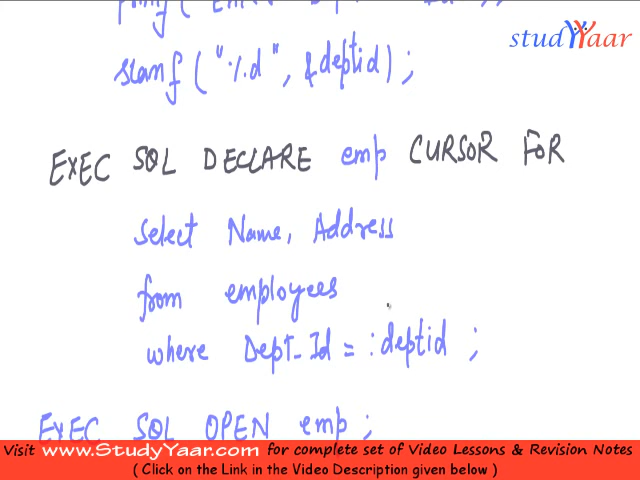 studYYaar
scanf ("%d", &deptid);
EXEC SQL DECLARE emp CURSOR FOR
select Name, Address
from employees
where Dept_Id = :deptid ;
EXEC SQL OPEN emp ;
Visit www.StudyYaar.com for complete set of Video Lessons & Revision Notes
( Click on the Link in the Video Description given below )